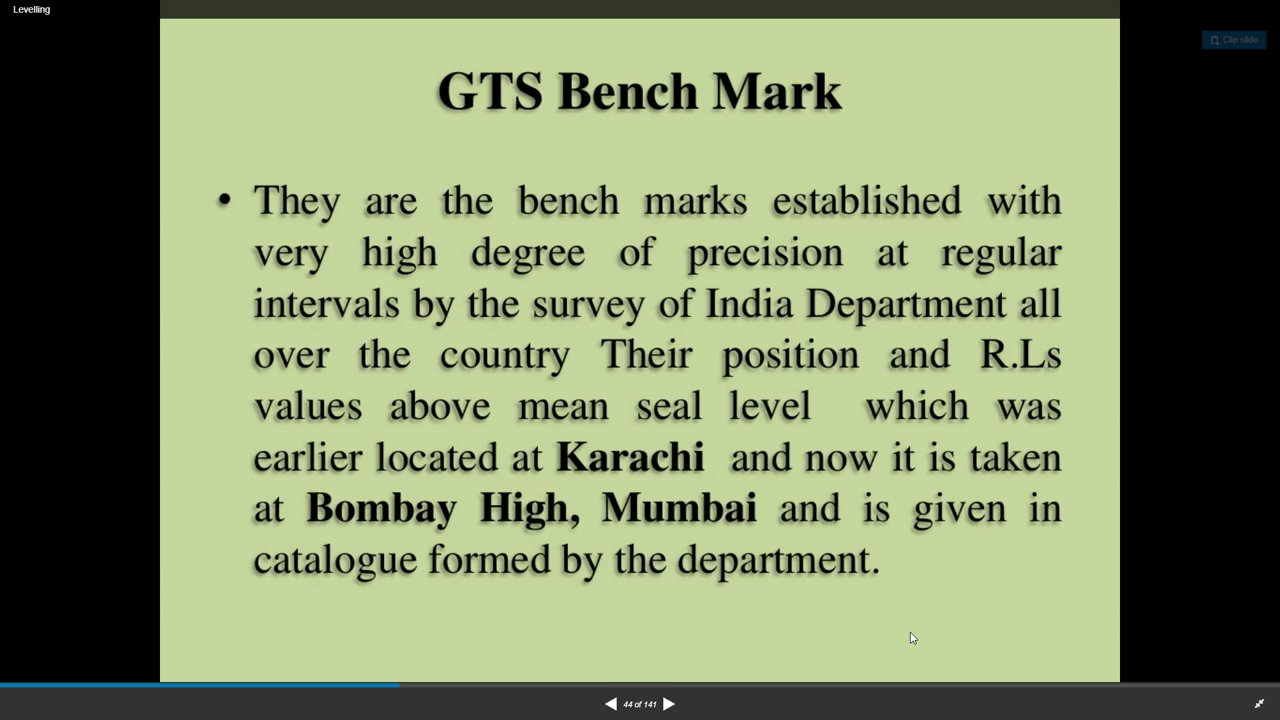 Levelling
Clip slide
GTS Bench Mark
• They are the bench marks established with
very high degree of precision at regular
intervals by the survey of India Department all
over the country Their position and R.Ls
values above mean seal level which was
earlier located at Karachi and now it is taken
at Bombay High, Mumbai and is given in
catalogue formed by the department.
44 of 141